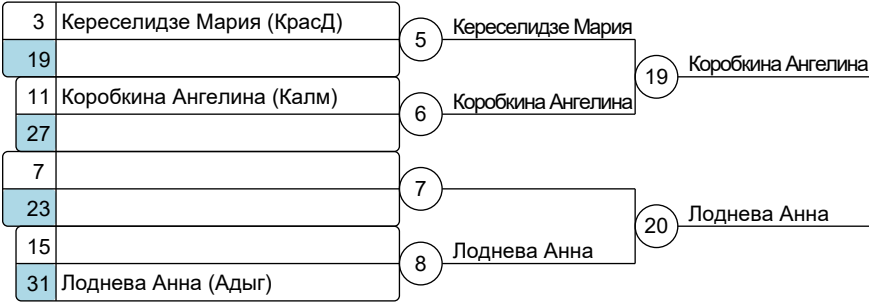 3 Кереселидзе Мария (КрасД)
5 Кереселидзе Мария
19
19 Коробкина Ангелина
11 Коробкина Ангелина (Калм)
6 Коробкина Ангелина
27
7
7
23
20 Лоднева Анна
15
8 Лоднева Анна
31 Лоднева Анна (Адыг)